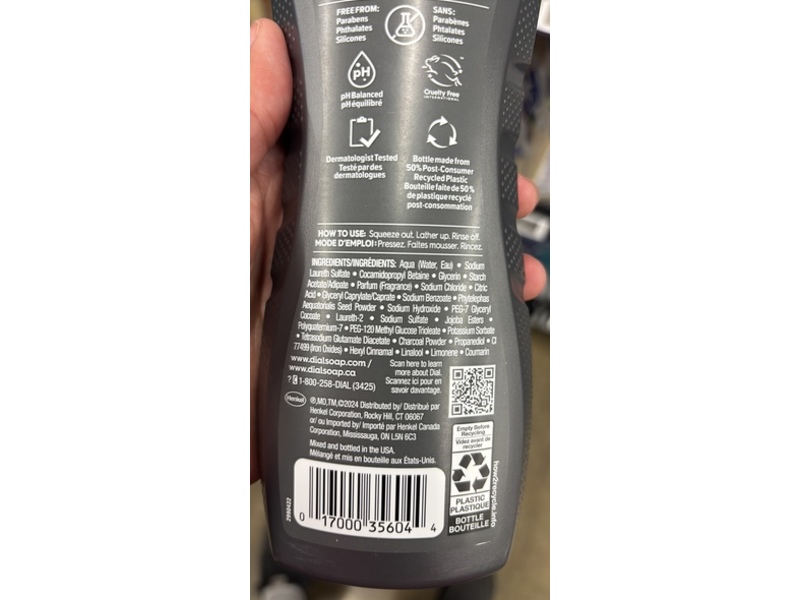 FREE FROM:
Parabens
Phthalates
Silicones
SANS:
Parabènes
Phtalates
Silicones
pH
pH Balanced
pH équilibré
Cruelty Free
INTERNATIONAL
Dermatologist Tested
Testé par des
dermatologues
Bottle made from
50% Post-Consumer
Recycled Plastic
Bouteille faite de 50%
de plastique recyclé
post-consommation
HOW TO USE: Squeeze out. Lather up. Rinse off.
MODE D'EMPLOI: Pressez. Faites mousser. Rincez.
INGREDIENTS/INGRÉDIENTS: Aqua (Water, Eau) • Sodium
Laureth Sulfate • Cocamidopropyl Betaine • Glycerin • Starch
Acetate/Adipate • Parfum (Fragrance) • Sodium Chloride • Citric
Acid • Glyceryl Caprylate/Caprate • Sodium Benzoate • Phytelephas
Aequatorialis Seed Powder • Sodium Hydroxide • PEG-7 Glyceryl
Cocoate • Laureth-2 • Sodium Sulfate • Jojoba Esters •
Polyquaternium-7 • PEG-120 Methyl Glucose Trioleate • Potassium Sorbate
• Tetrasodium Glutamate Diacetate • Charcoal Powder • Propanediol • CI
77499 (Iron Oxides) • Hexyl Cinnamal • Linalool • Limonene • Coumarin
www.dialsoap.com /
www.dialsoap.ca
? 1-800-258-DIAL (3425)
Scan here to learn
more about Dial.
Scannez ici pour en
savoir davantage.
Henkel
℗,MD,TM,©2024 Distributed by/ Distribué par
Henkel Corporation, Rocky Hill, CT 06067
or/ ou Imported by/ Importé par Henkel Canada
Corporation, Mississauga, ON L5N 6C3
Mixed and bottled in the USA.
Mélangé et mis en bouteille aux États-Unis.
Empty Before
Recycling
Videz avant de
recycler
PLASTIC
PLASTIQUE
BOTTLE
BOUTEILLE
how2recycle.info
2990422
0 17000 35604 4